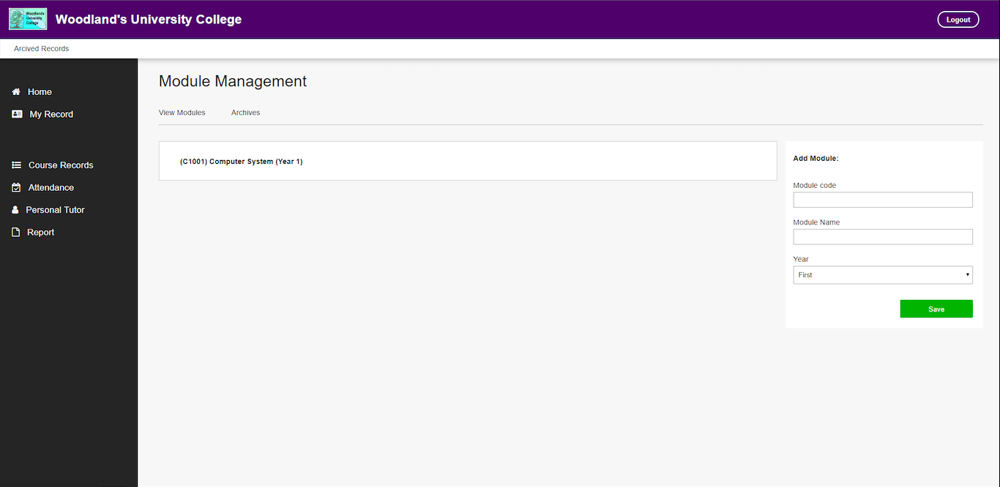 Woodlands
University
College
Woodland's University College
Logout
Arcived Records
Home
My Record
Course Records
Attendance
Personal Tutor
Report
Module Management
View Modules Archives
(C1001) Computer System (Year 1)
Add Module:
Module code
Module Name
Year
First
Save